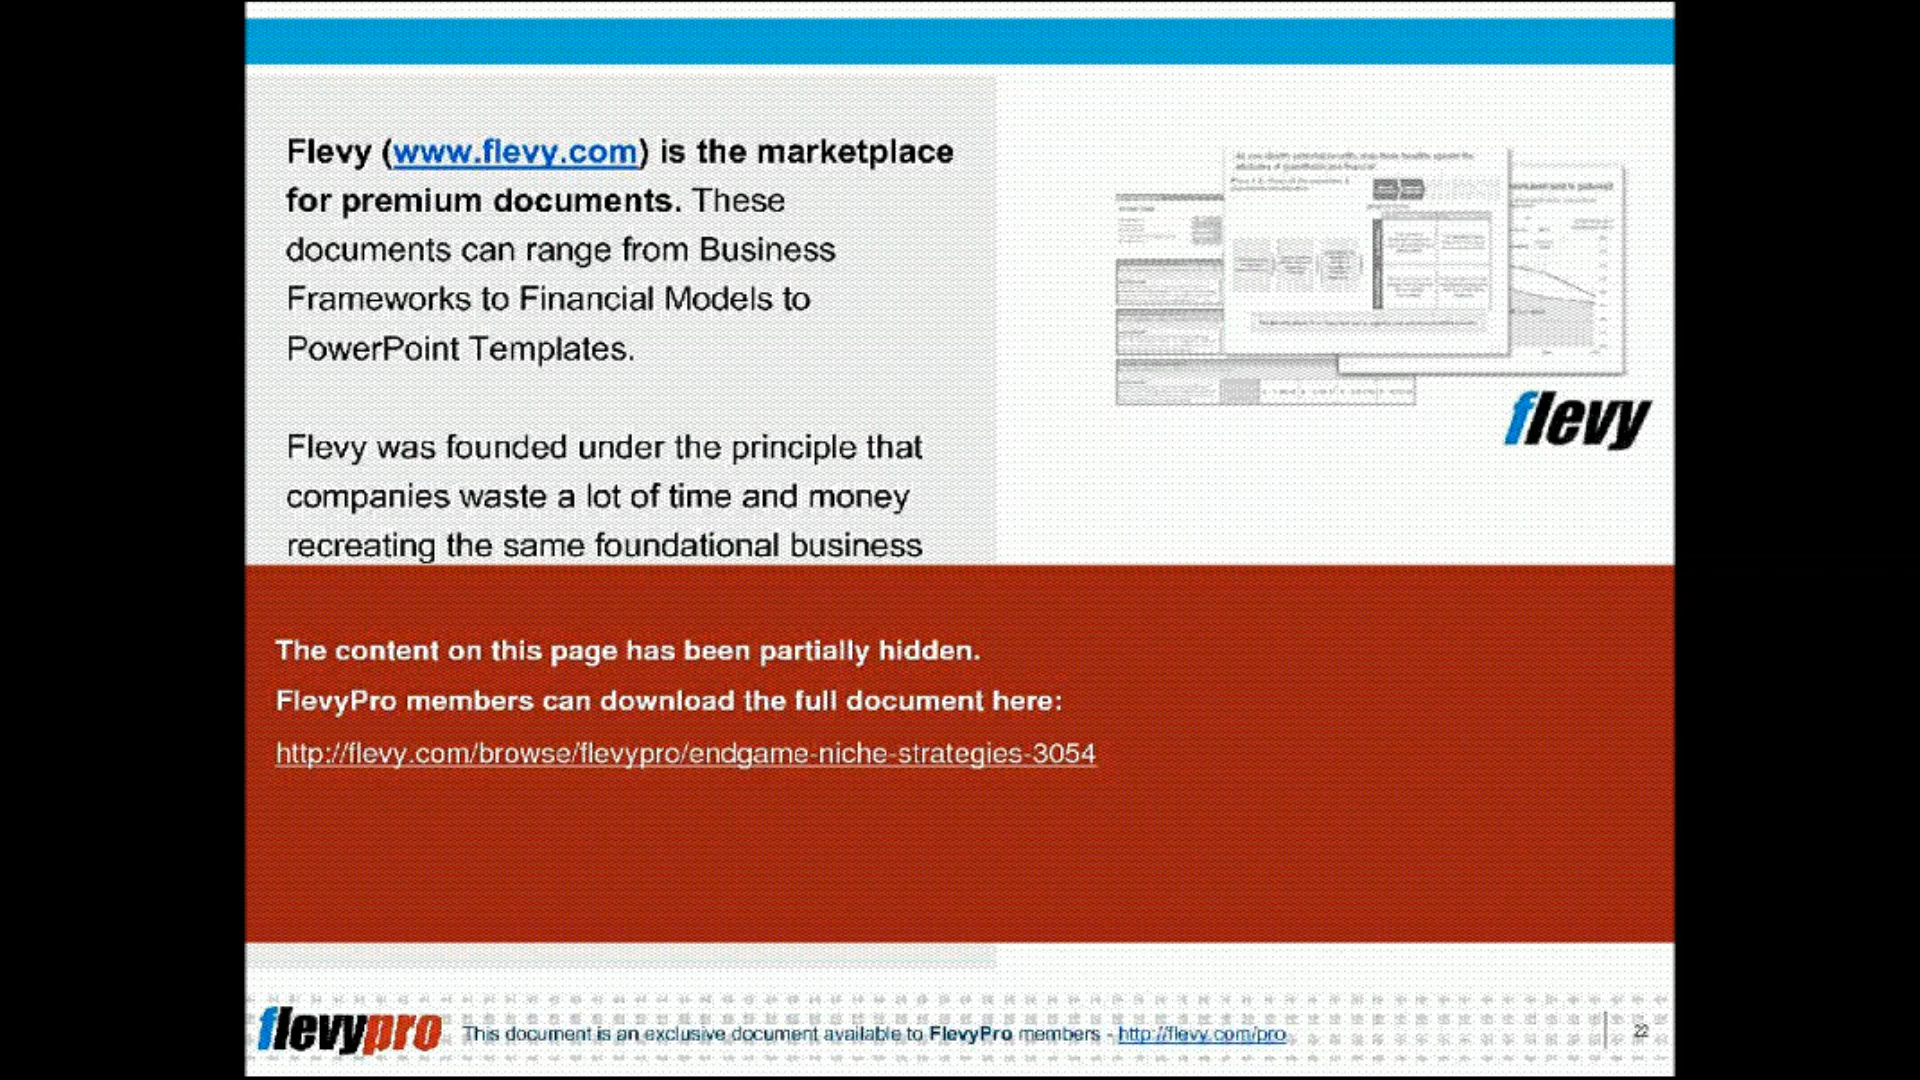 Flevy (www.flevy.com) is the marketplace
for premium documents. These
documents can range from Business
Frameworks to Financial Models to
PowerPoint Templates.
Flevy was founded under the principle that
companies waste a lot of time and money
recreating the same foundational business
flevy
The content on this page has been partially hidden.
FlevyPro members can download the full document here:
http://flevy.com/browse/flevypro/endgame-niche-strategies-3054
flevypro
This document is an exclusive document available to FlevyPro members - http://flevy.com/pro
22